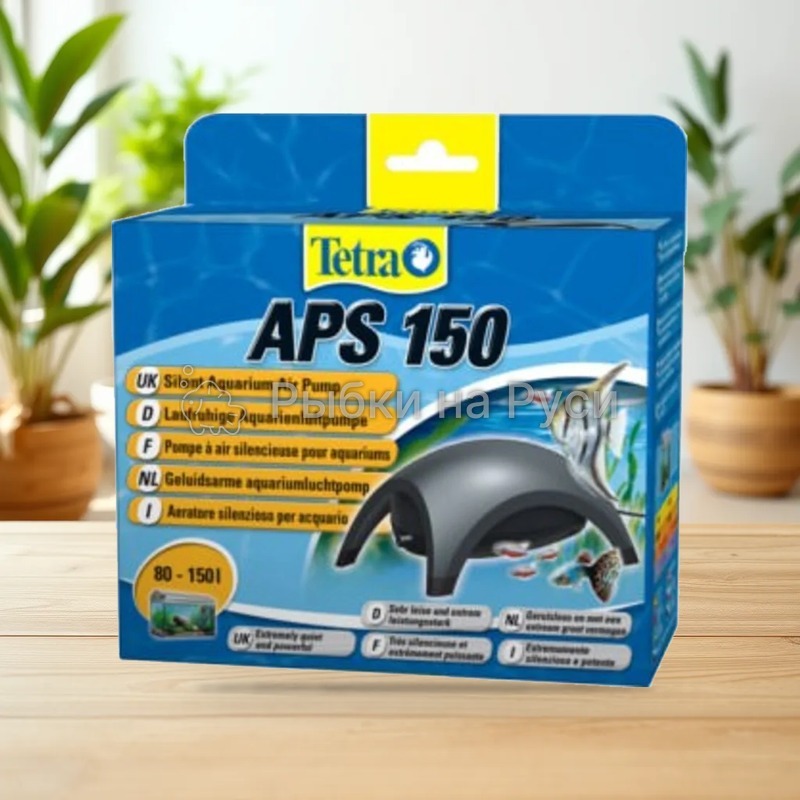 Tetra
APS 150
UK Silent Aquarium Air Pump
D Laufruhige Aquarienluftpumpe
Рыбки на Руси
F Pompe à air silencieuse pour aquariums
NL Geluidsarme aquariumluchtpomp
I Aeratore silenzioso per acquario
80 - 150 l
D Sehr leise und extrem
leistungsstark
NL Geruisloos en met een
extreem groot vermogen
UK Extremely quiet
and powerful
F Très silencieuse et
extrêmement puissante
I Estremamente
silenzioso e potente